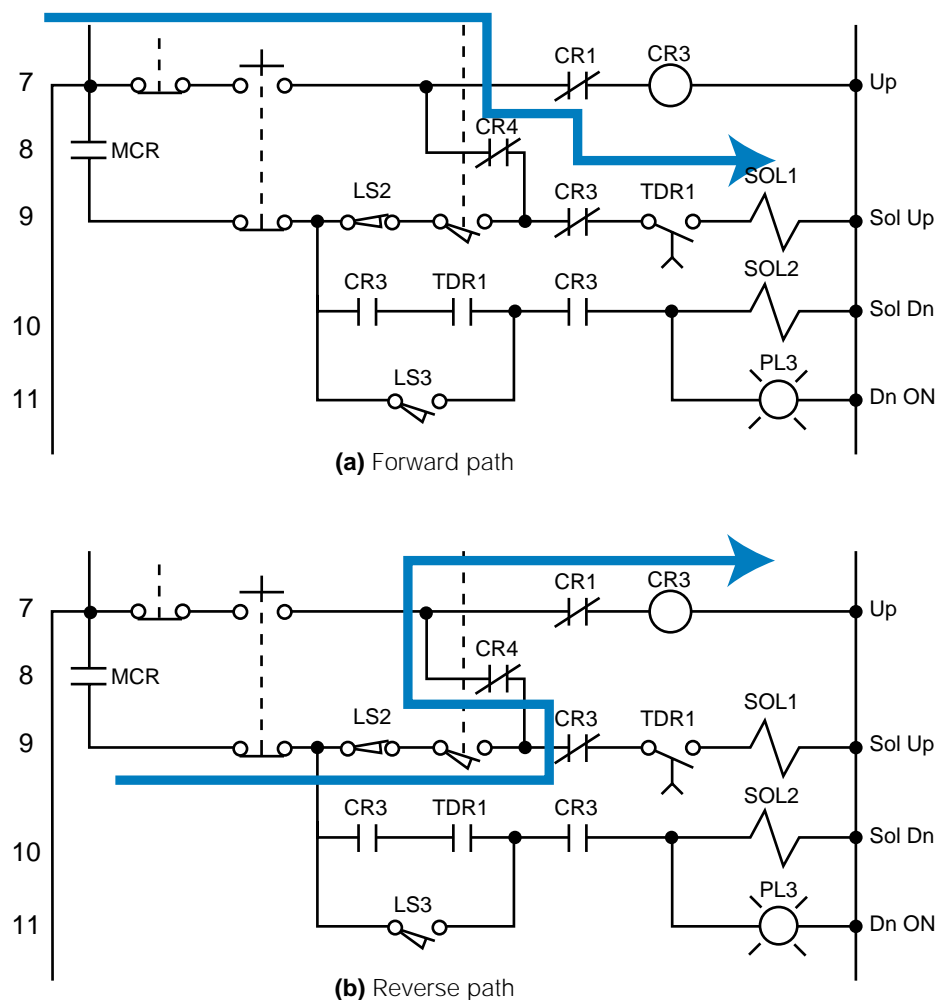 CR1 CR3
7 Up
CR4
8 MCR
SOL1
LS2 CR3 TDR1
9 Sol Up
SOL2
CR3 TDR1 CR3
10 Sol Dn
PL3
LS3
11 Dn ON
(a) Forward path
CR1 CR3
7 Up
CR4
8 MCR
SOL1
LS2 CR3 TDR1
9 Sol Up
SOL2
CR3 TDR1 CR3
10 Sol Dn
PL3
LS3
11 Dn ON
(b) Reverse path